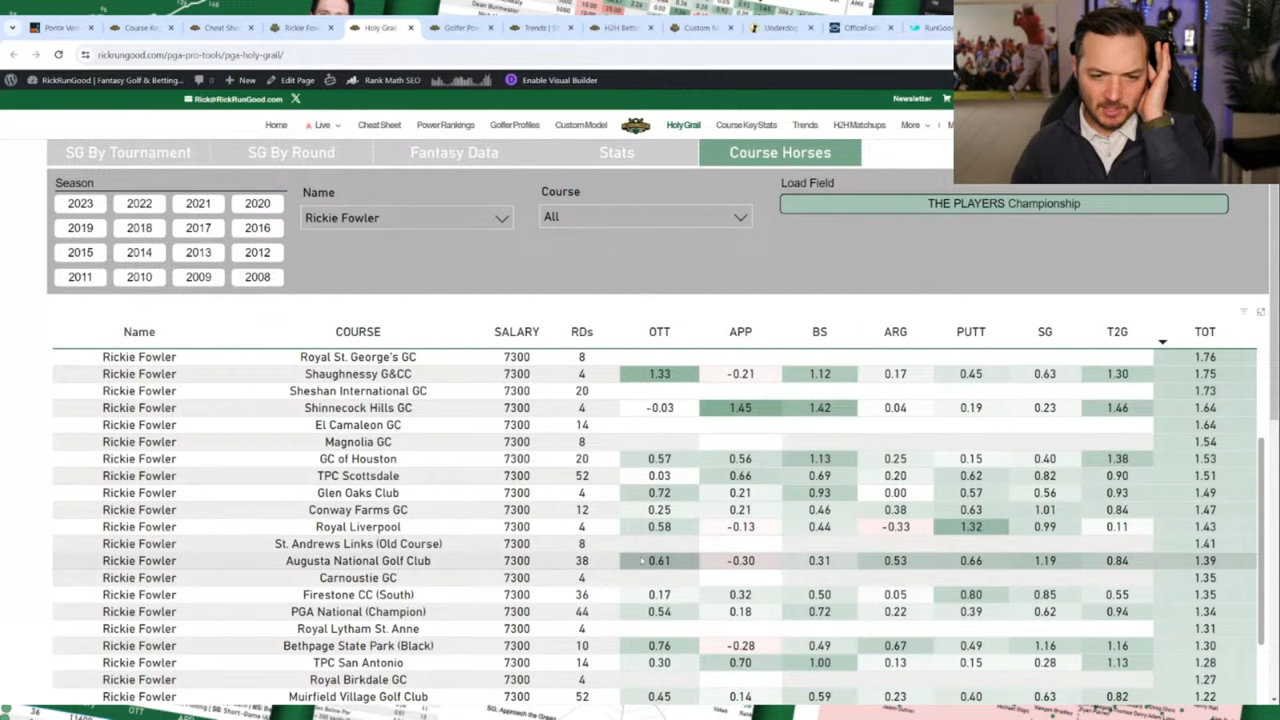 Ponte Ved
Course Ke
Cheat She
Rickie Fow
Holy Grail
Golfer Pro
Trends | S
H2H Betti
Custom M
Underdog
OfficeFoo
RunGoo
rickrungood.com/pga-pro-tools/pga-holy-grail/
RickRunGood | Fantasy Golf & Betting...
New
Edit Page
Rank Math SEO
Enable Visual Builder
Rick@RickRunGood.com
Newsletter
Home
Live
Cheat Sheet
Power Rankings
Golfer Profiles
Custom Model
Holy Grail
Course Key Stats
Trends
H2H Matchups
More
SG By Tournament
SG By Round
Fantasy Data
Stats
Course Horses
Season
2023 2022 2021 2020
2019 2018 2017 2016
2015 2014 2013 2012
2011 2010 2009 2008
Name
Rickie Fowler
Course
All
Load Field
THE PLAYERS Championship
Name COURSE SALARY RDs OTT APP BS ARG PUTT SG T2G TOT
Rickie Fowler Royal St. George's GC 7300 8 1.76
Rickie Fowler Shaughnessy G&CC 7300 4 1.33 -0.21 1.12 0.17 0.45 0.63 1.30 1.75
Rickie Fowler Sheshan International GC 7300 20 1.73
Rickie Fowler Shinnecock Hills GC 7300 4 -0.03 1.45 1.42 0.04 0.19 0.23 1.46 1.64
Rickie Fowler El Camaleon GC 7300 14 1.64
Rickie Fowler Magnolia GC 7300 8 1.54
Rickie Fowler GC of Houston 7300 20 0.57 0.56 1.13 0.25 0.15 0.40 1.38 1.53
Rickie Fowler TPC Scottsdale 7300 52 0.03 0.66 0.69 0.20 0.62 0.82 0.90 1.51
Rickie Fowler Glen Oaks Club 7300 4 0.72 0.21 0.93 0.00 0.57 0.56 0.93 1.49
Rickie Fowler Conway Farms GC 7300 12 0.25 0.21 0.46 0.38 0.63 1.01 0.84 1.47
Rickie Fowler Royal Liverpool 7300 4 0.58 -0.13 0.44 -0.33 1.32 0.99 0.11 1.43
Rickie Fowler St. Andrews Links (Old Course) 7300 8 1.41
Rickie Fowler Augusta National Golf Club 7300 38 0.61 -0.30 0.31 0.53 0.66 1.19 0.84 1.39
Rickie Fowler Carnoustie GC 7300 4 1.35
Rickie Fowler Firestone CC (South) 7300 36 0.17 0.32 0.50 0.05 0.80 0.85 0.55 1.35
Rickie Fowler PGA National (Champion) 7300 44 0.54 0.18 0.72 0.22 0.39 0.62 0.94 1.34
Rickie Fowler Royal Lytham St. Anne 7300 4 1.31
Rickie Fowler Bethpage State Park (Black) 7300 10 0.76 -0.28 0.49 0.67 0.49 1.16 1.16 1.30
Rickie Fowler TPC San Antonio 7300 14 0.30 0.70 1.00 0.13 0.15 0.28 1.13 1.28
Rickie Fowler Royal Birkdale GC 7300 4 1.27
Rickie Fowler Muirfield Village Golf Club 7300 52 0.45 0.14 0.59 0.23 0.40 0.63 0.82 1.22